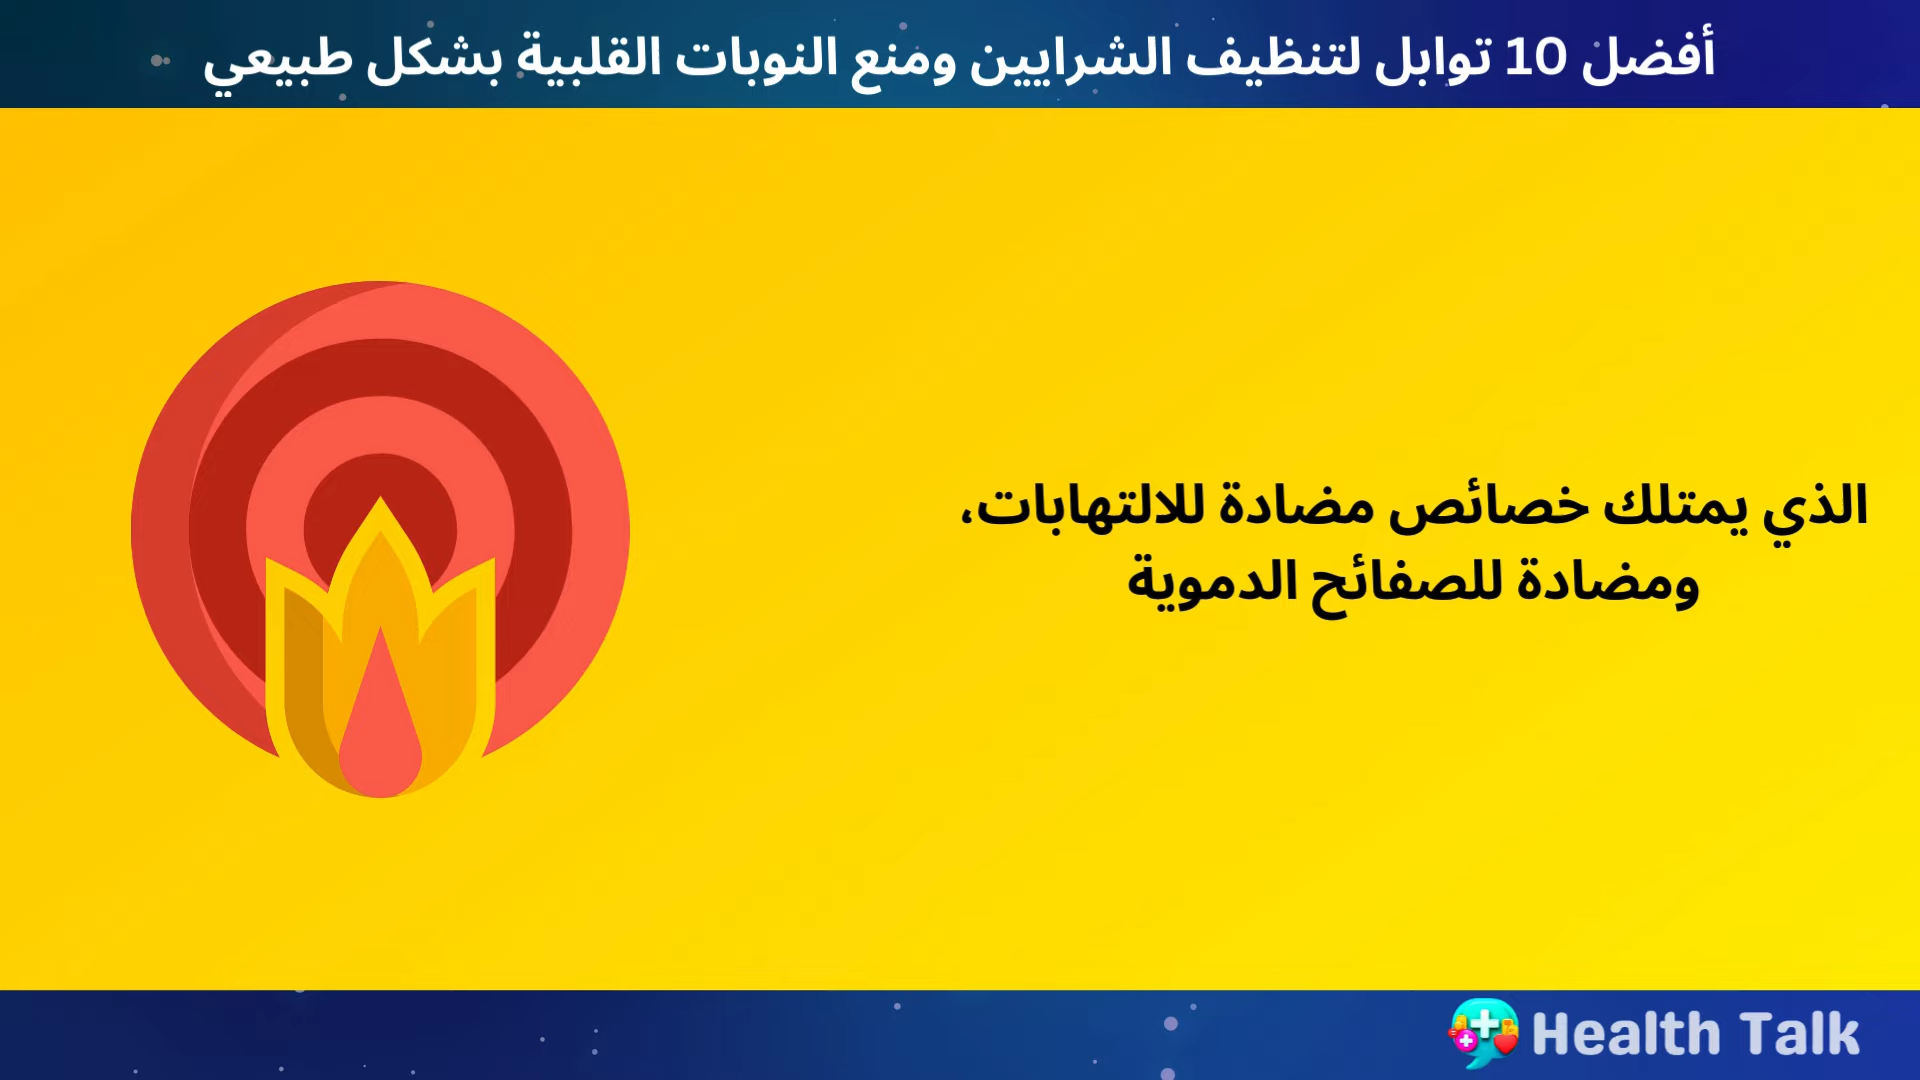 أفضل 10 توابل لتنظيف الشرايين ومنع النوبات القلبية بشكل طبيعي
الذي يمتلك خصائص مضادة للالتهابات،
ومضادة للصفائح الدموية
Health Talk